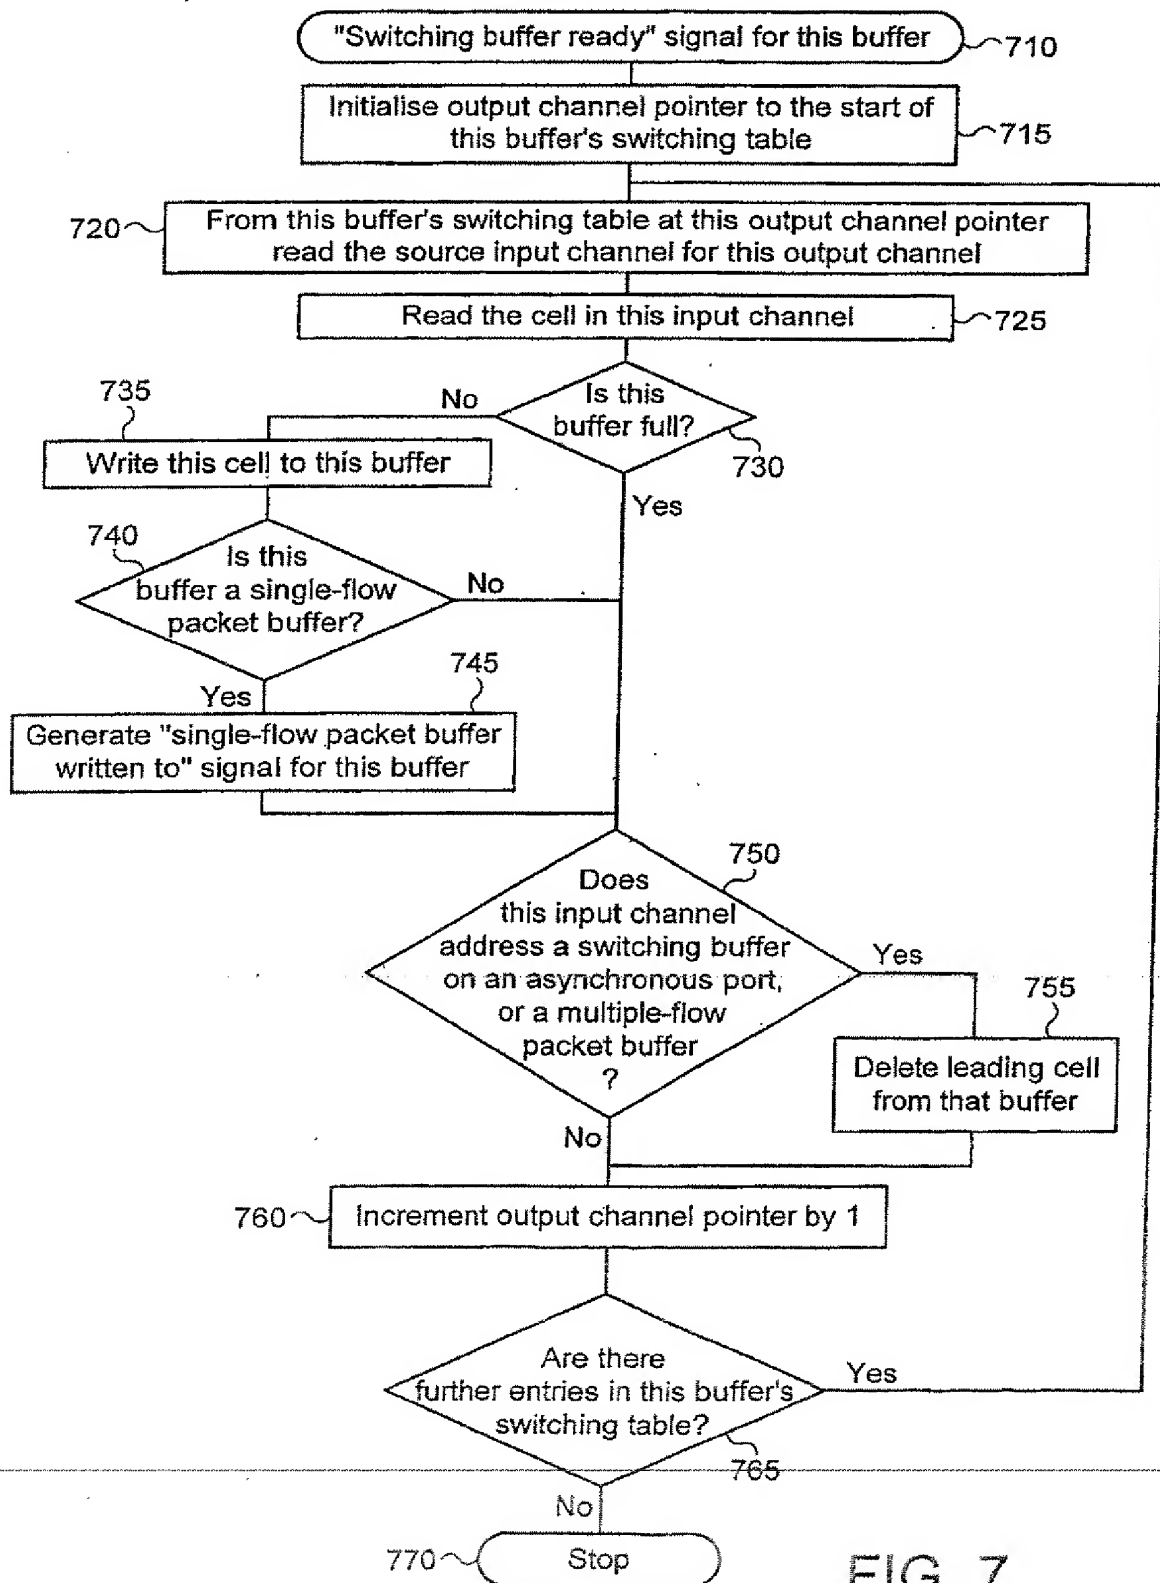 "Switching buffer ready" signal for this buffer
710
Initialise output channel pointer to the start of
this buffer's switching table
715
720
From this buffer's switching table at this output channel pointer
read the source input channel for this output channel
Read the cell in this input channel
725
735
No
Is this
buffer full?
730
Write this cell to this buffer
Yes
740
Is this
buffer a single-flow
packet buffer?
No
745
Yes
Generate "single-flow packet buffer
written to" signal for this buffer
750
Does
this input channel
address a switching buffer
on an asynchronous port,
or a multiple-flow
packet buffer
?
Yes
755
Delete leading cell
from that buffer
No
760
Increment output channel pointer by 1
Are there
further entries in this buffer's
switching table?
Yes
765
No
770
Stop
FIG. 7